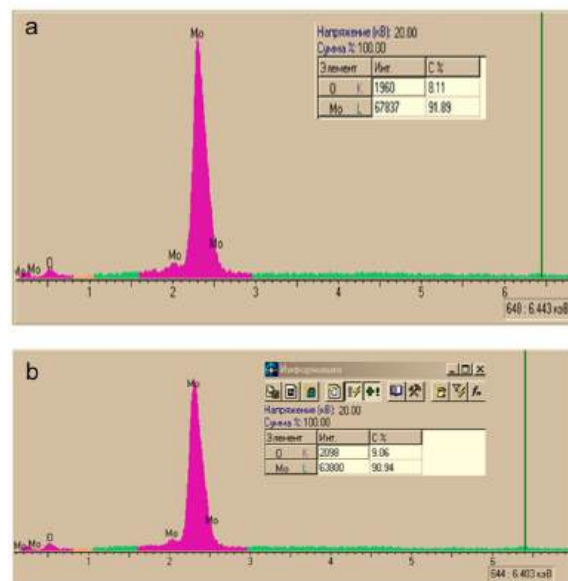 a
Mo
Напряжение (кВ): 20.00
Сумма %: 100.00
Элемент Инт. C %
O K 1960 8.11
Mo L 67837 91.89
Mo Mo
Mo Mo O
1 2 3 4 5 6
648 : 6.443 кэВ
b
Информация
Mo
Напряжение (кВ): 20.00
Сумма %: 100.00
Элемент Инт. C %
O K 2098 9.06
Mo L 63800 90.94
Mo Mo
Mo Mo O
1 2 3 4 5 6
644 : 6.403 кэВ